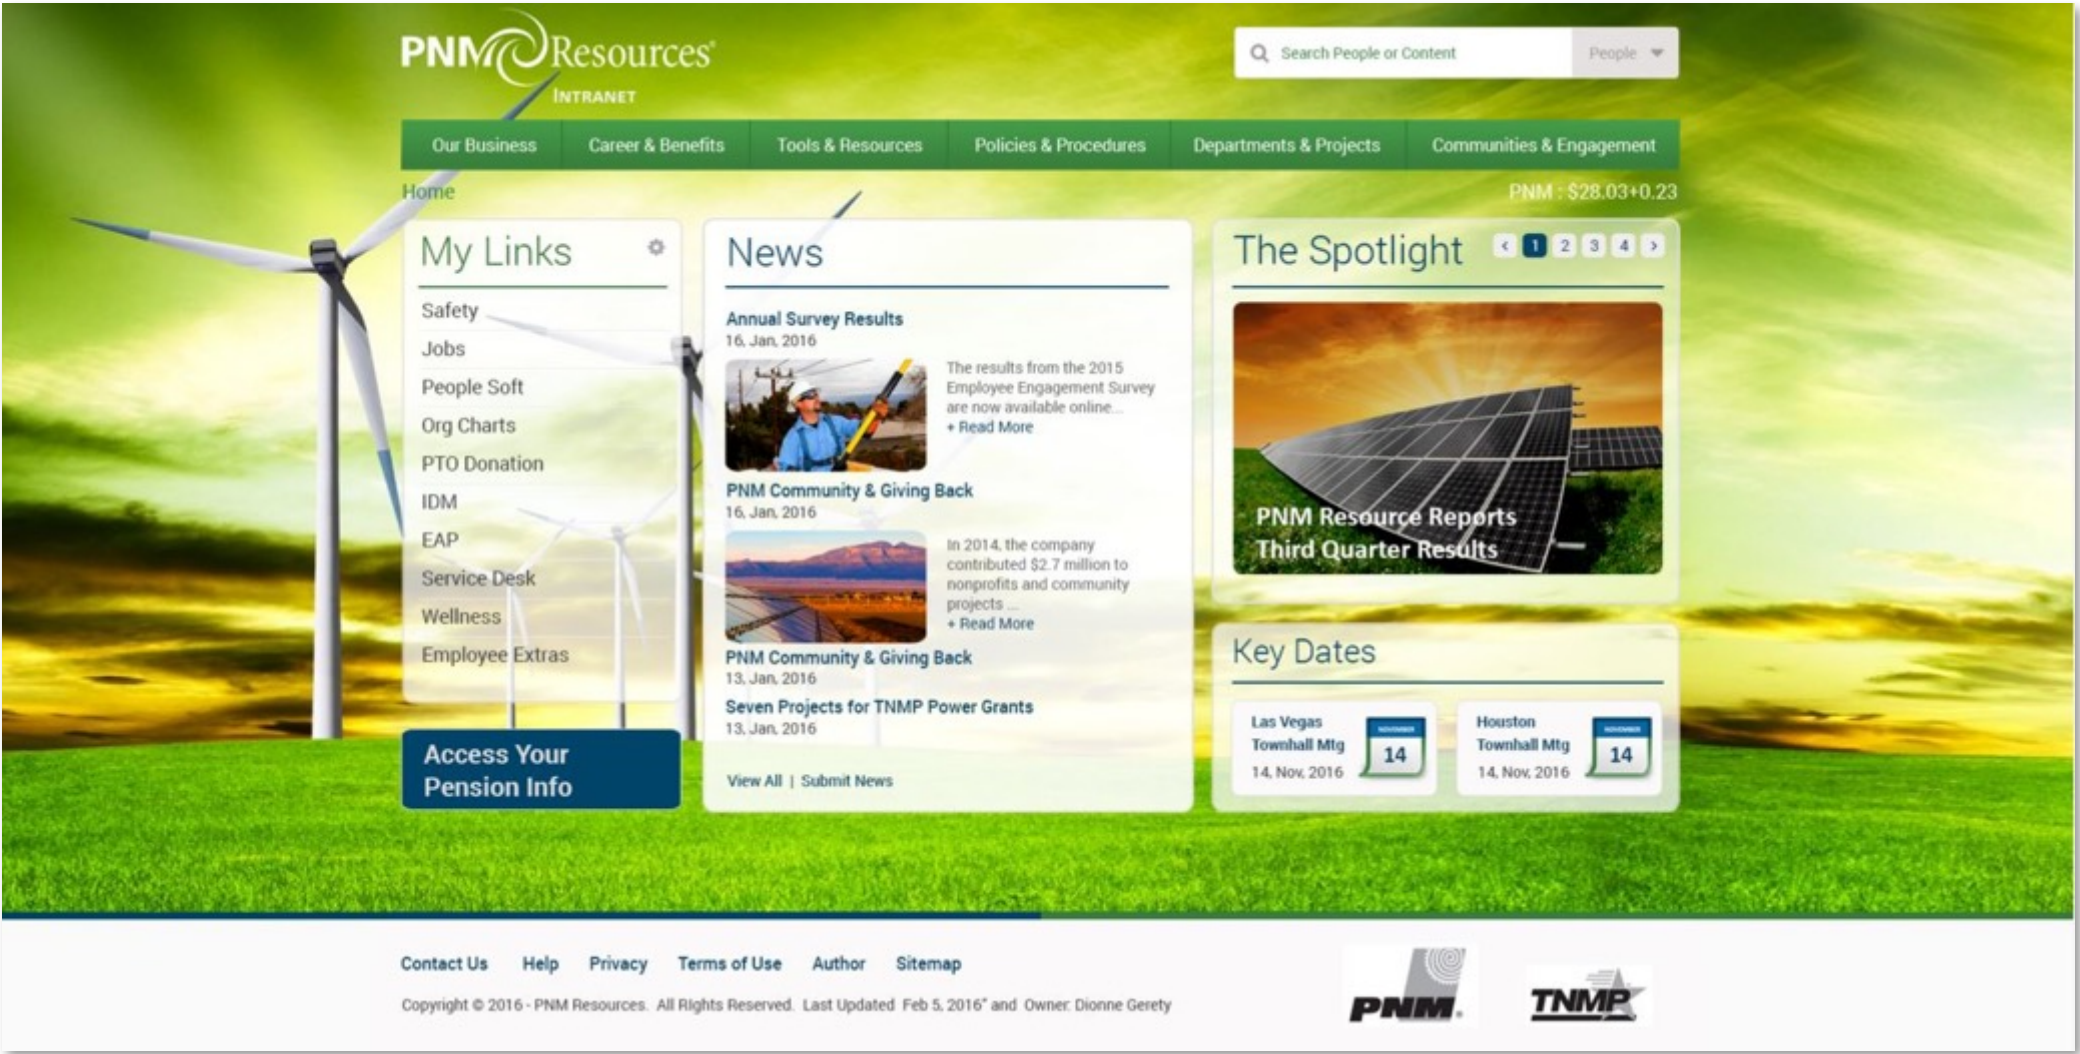 PNM Resources
INTRANET
Search People or Content
People
Our Business
Career & Benefits
Tools & Resources
Policies & Procedures
Departments & Projects
Communities & Engagement
Home
PNM : $28.03+0.23
My Links
Safety
Jobs
People Soft
Org Charts
PTO Donation
IDM
EAP
Service Desk
Wellness
Employee Extras
Access Your
Pension Info
News
Annual Survey Results
16, Jan, 2016
The results from the 2015
Employee Engagement Survey
are now available online...
+ Read More
PNM Community & Giving Back
16, Jan, 2016
In 2014, the company
contributed $2.7 million to
nonprofits and community
projects ...
+ Read More
PNM Community & Giving Back
13, Jan, 2016
Seven Projects for TNMP Power Grants
13, Jan, 2016
View All | Submit News
The Spotlight
‹ 1 2 3 4 ›
PNM Resource Reports
Third Quarter Results
Key Dates
Las Vegas
Townhall Mtg
14, Nov, 2016
NOVEMBER
14
Houston
Townhall Mtg
14, Nov, 2016
NOVEMBER
14
Contact Us
Help
Privacy
Terms of Use
Author
Sitemap
Copyright © 2016 - PNM Resources. All RIghts Reserved. Last Updated Feb 5, 2016" and Owner: Dionne Gerety
PNM
TNMP